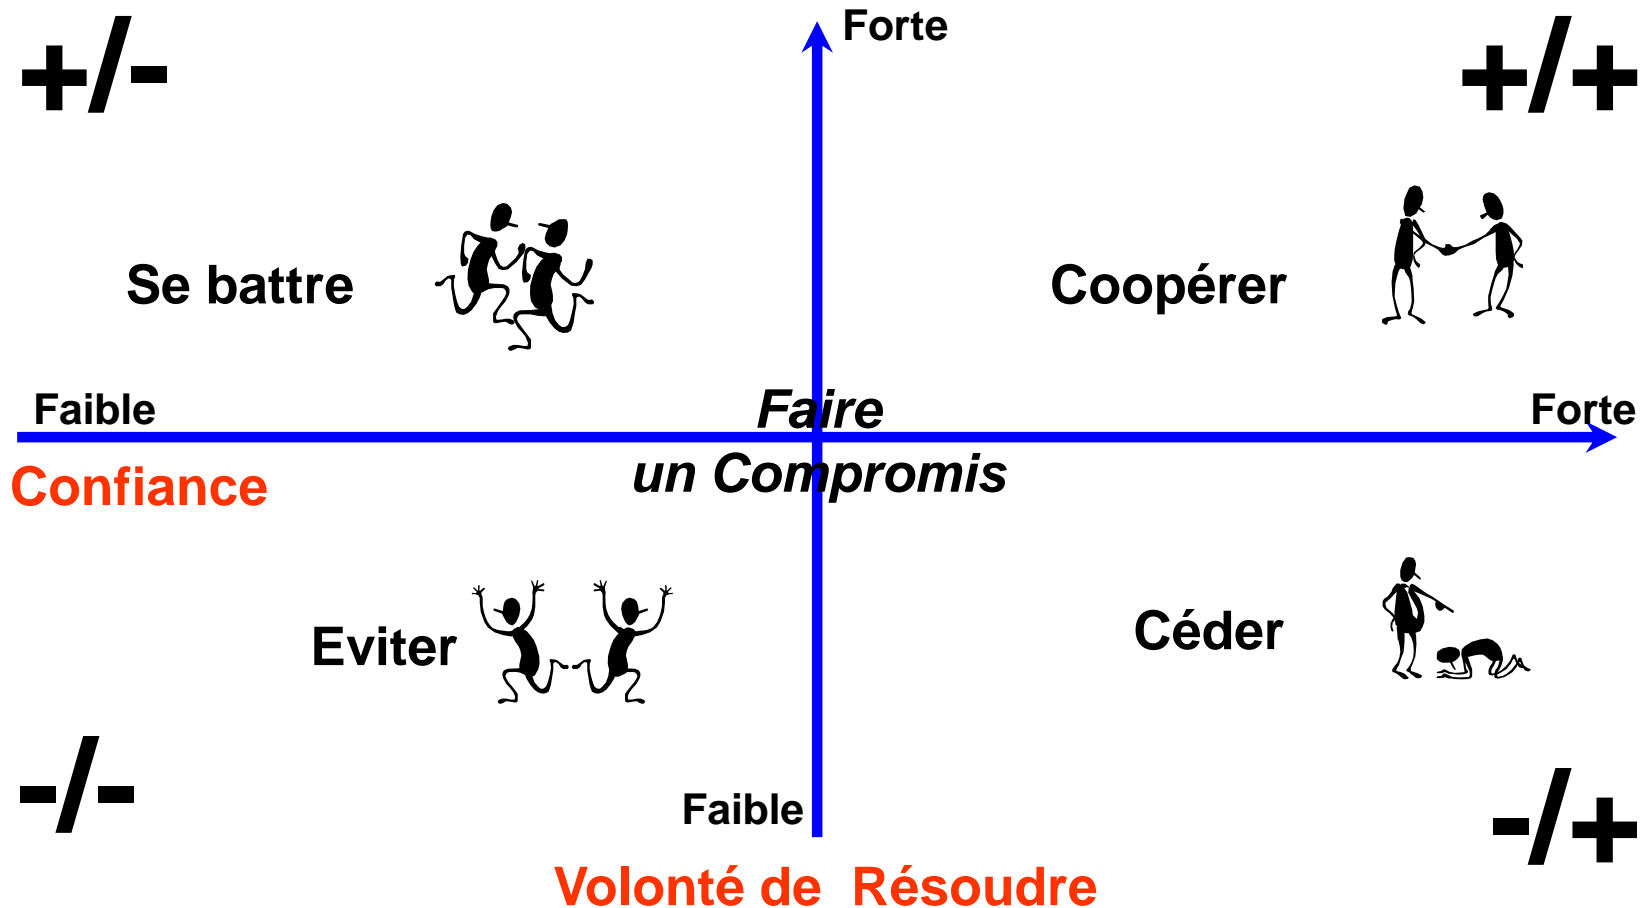 +/-
Forte
+/+
Se battre
Coopérer
Faible
Faire
Forte
un Compromis
Confiance
Eviter
Céder
-/-
Faible
-/+
Volonté de Résoudre